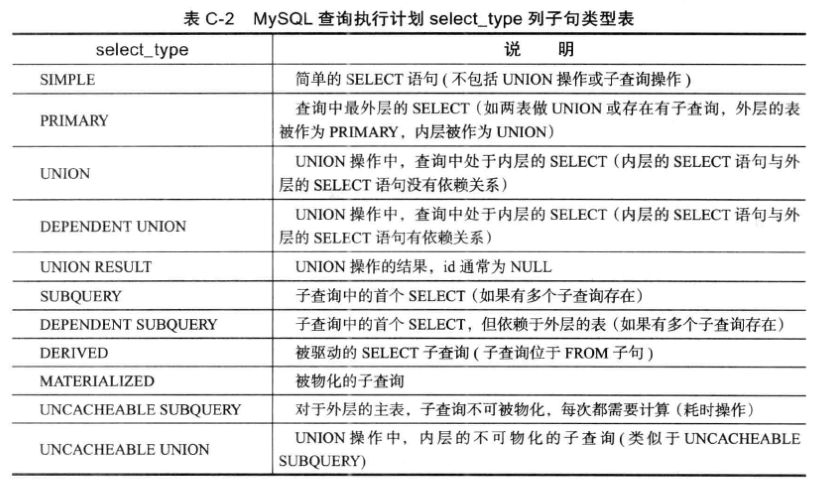 表 C-2 MySQL 查询执行计划 select_type 列子句类型表
select_type 说 明
SIMPLE 简单的 SELECT 语句 ( 不包括 UNION 操作或子查询操作 )
PRIMARY 查询中最外层的 SELECT（如两表做 UNION 或存在有子查询，外层的表
被作为 PRIMARY，内层被作为 UNION）
UNION UNION 操作中，查询中处于内层的 SELECT（内层的 SELECT 语句与外
层的 SELECT 语句没有依赖关系）
DEPENDENT UNION UNION 操作中，查询中处于内层的 SELECT（内层的 SELECT 语句与外
层的 SELECT 语句有依赖关系）
UNION RESULT UNION 操作的结果，id 通常为 NULL
SUBQUERY 子查询中的首个 SELECT（如果有多个子查询存在）
DEPENDENT SUBQUERY 子查询中的首个 SELECT，但依赖于外层的表（如果有多个子查询存在）
DERIVED 被驱动的 SELECT 子查询 ( 子查询位于 FROM 子句 )
MATERIALIZED 被物化的子查询
UNCACHEABLE SUBQUERY 对于外层的主表，子查询不可被物化，每次都需要计算（耗时操作）
UNCACHEABLE UNION UNION 操作中，内层的不可物化的子查询 ( 类似于 UNCACHEABLE
SUBQUERY)